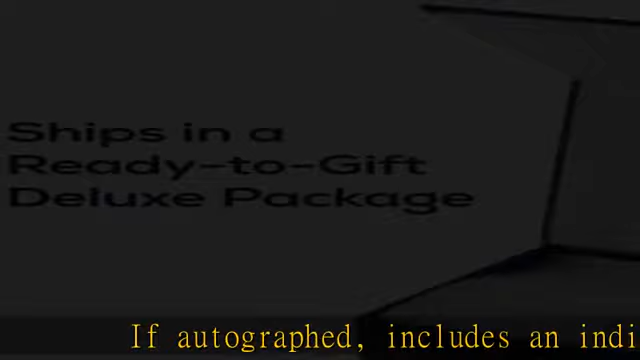 Ships in a
Ready-to-Gift
Deluxe Package
If autographed, includes an indi